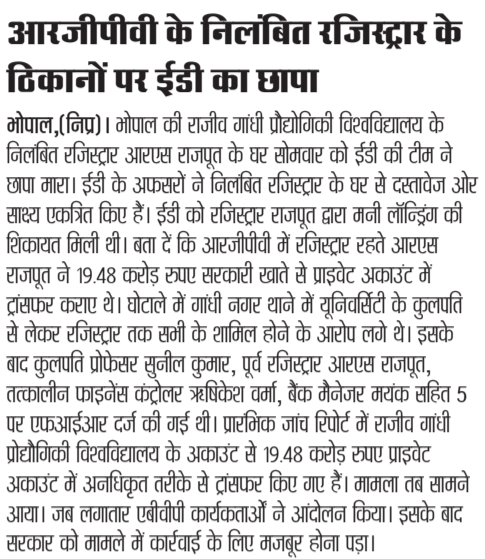 आरजीपीवी के निलंबित रजिस्ट्रार के
ठिकानों पर ईडी का छापा
भोपाल,(निप्र)। भोपाल की राजीव गांधी प्रौद्योगिकी विश्वविद्यालय के
निलंबित रजिस्ट्रार आरएस राजपूत के घर सोमवार को ईडी की टीम ने
छापा मारा। ईडी के अफसरों ने निलंबित रजिस्ट्रार के घर से दस्तावेज ओर
साक्ष्य एकत्रित किए हैं। ईडी को रजिस्ट्रार राजपूत द्वारा मनी लॉन्ड्रिंग की
शिकायत मिली थी। बता दें कि आरजीपीवी में रजिस्ट्रार रहते आरएस
राजपूत ने 19.48 करोड़ रुपए सरकारी खाते से प्राइवेट अकाउंट में
ट्रांसफर कराए थे। घोटाले में गांधी नगर थाने में यूनिवर्सिटी के कुलपति
से लेकर रजिस्ट्रार तक सभी के शामिल होने के आरोप लगे थे। इसके
बाद कुलपति प्रोफेसर सुनील कुमार, पूर्व रजिस्ट्रार आरएस राजपूत,
तत्कालीन फाइनेंस कंट्रोलर ऋषिकेश वर्मा, बैंक मैनेजर मयंक सहित 5
पर एफआईआर दर्ज की गई थी। प्रारंभिक जांच रिपोर्ट में राजीव गांधी
प्रोद्यौगिकी विश्वविद्यालय के अकाउंट से 19.48 करोड़ रुपए प्राइवेट
अकाउंट में अनधिकृत तरीके से ट्रांसफर किए गए हैं। मामला तब सामने
आया। जब लगातार एबीवीपी कार्यकताओं ने आंदोलन किया। इसके बाद
सरकार को मामले में कार्रवाई के लिए मजबूर होना पड़ा।